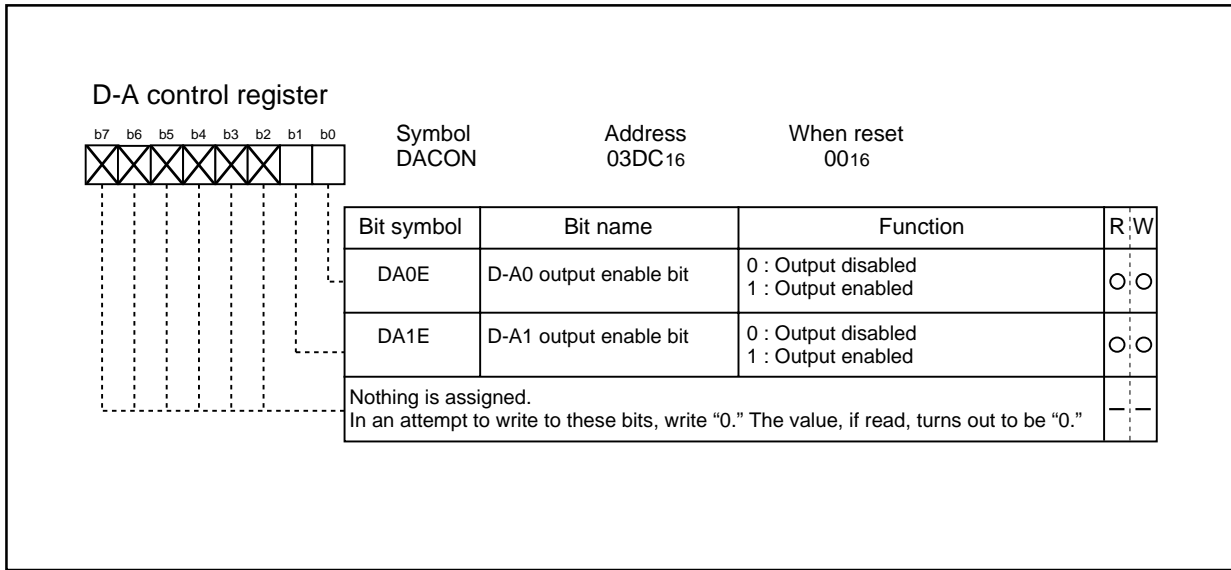 D-A control register
b7 b6 b5 b4 b3 b2 b1 b0
Symbol Address When reset
DACON 03DC16 0016
Bit symbol Bit name Function R W
DA0E D-A0 output enable bit 0 : Output disabled
1 : Output enabled
DA1E D-A1 output enable bit 0 : Output disabled
1 : Output enabled
Nothing is assigned.
In an attempt to write to these bits, write “0.” The value, if read, turns out to be “0.”